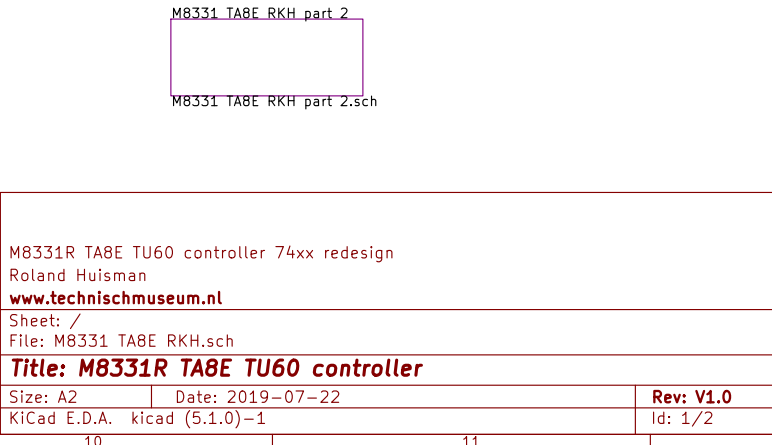 M8331 TA8E RKH part 2
M8331 TA8E RKH part 2.sch
M8331R TA8E TU60 controller 74xx redesign
Roland Huisman
www.technischmuseum.nl
Sheet: /
File: M8331 TA8E RKH.sch
Title: M8331R TA8E TU60 controller
Size: A2 Date: 2019-07-22 Rev: V1.0
KiCad E.D.A. kicad (5.1.0)-1 Id: 1/2
10 11